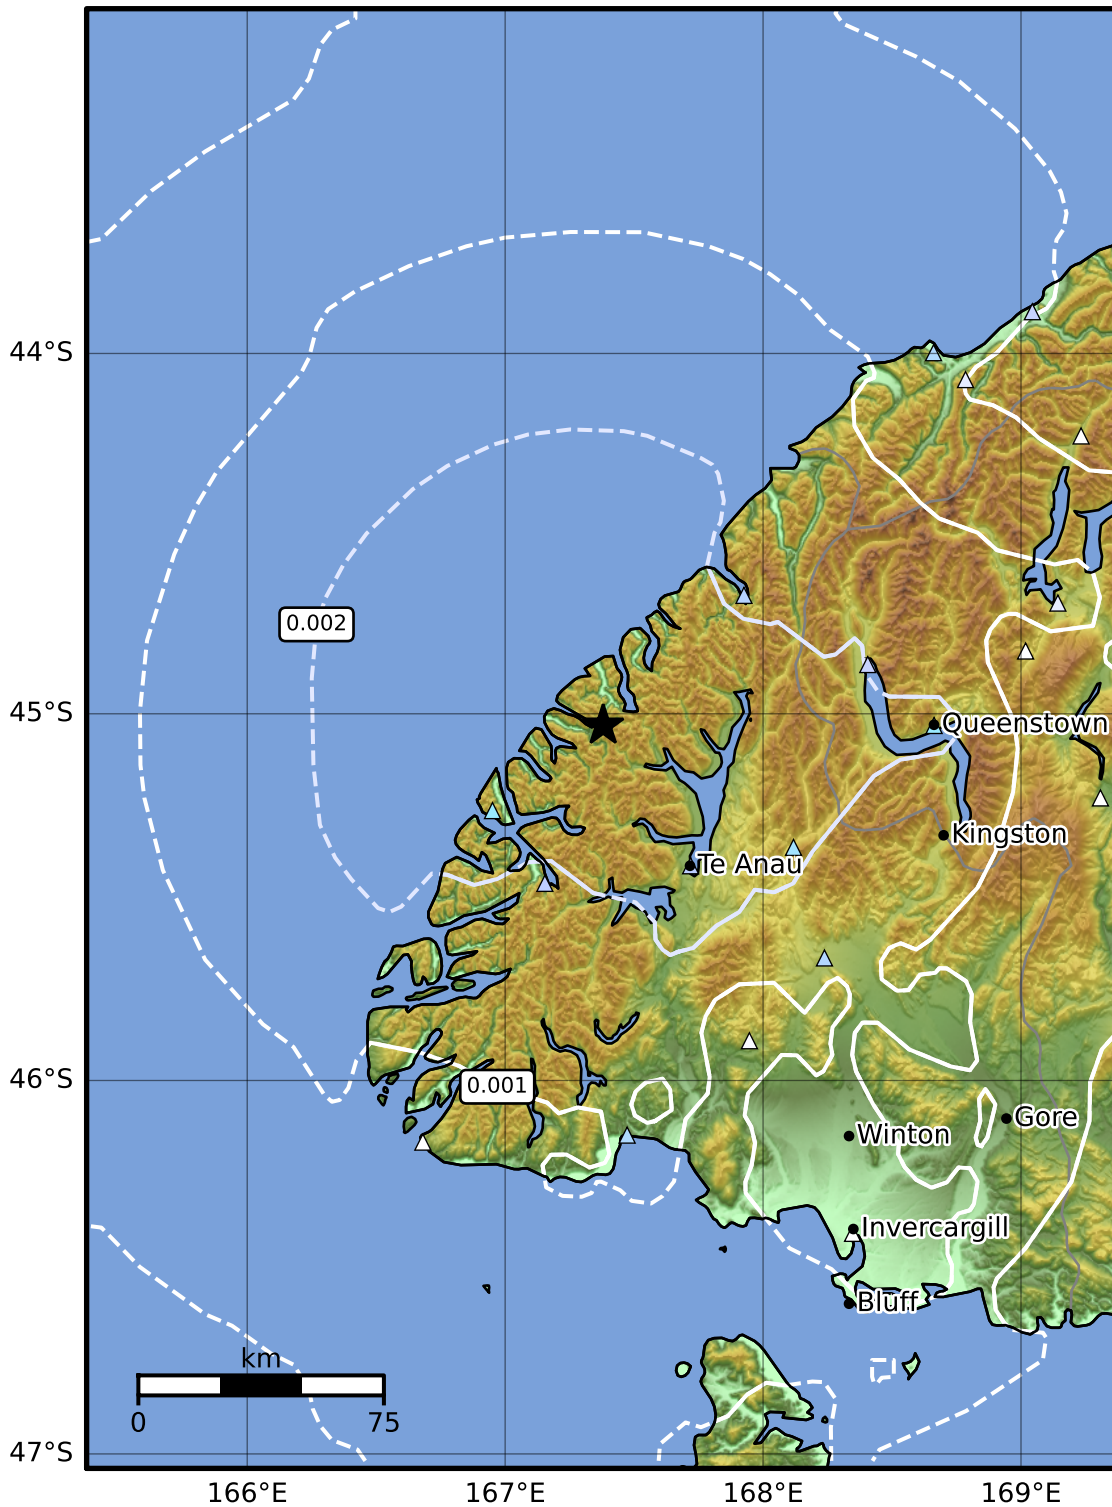 44°S
0.002
45°S
Queenstown
Kingston
Te Anau
46°S
0.001
Gore
Winton
Invercargill
Bluff
km
0 75
47°S
166°E 167°E 168°E 169°E